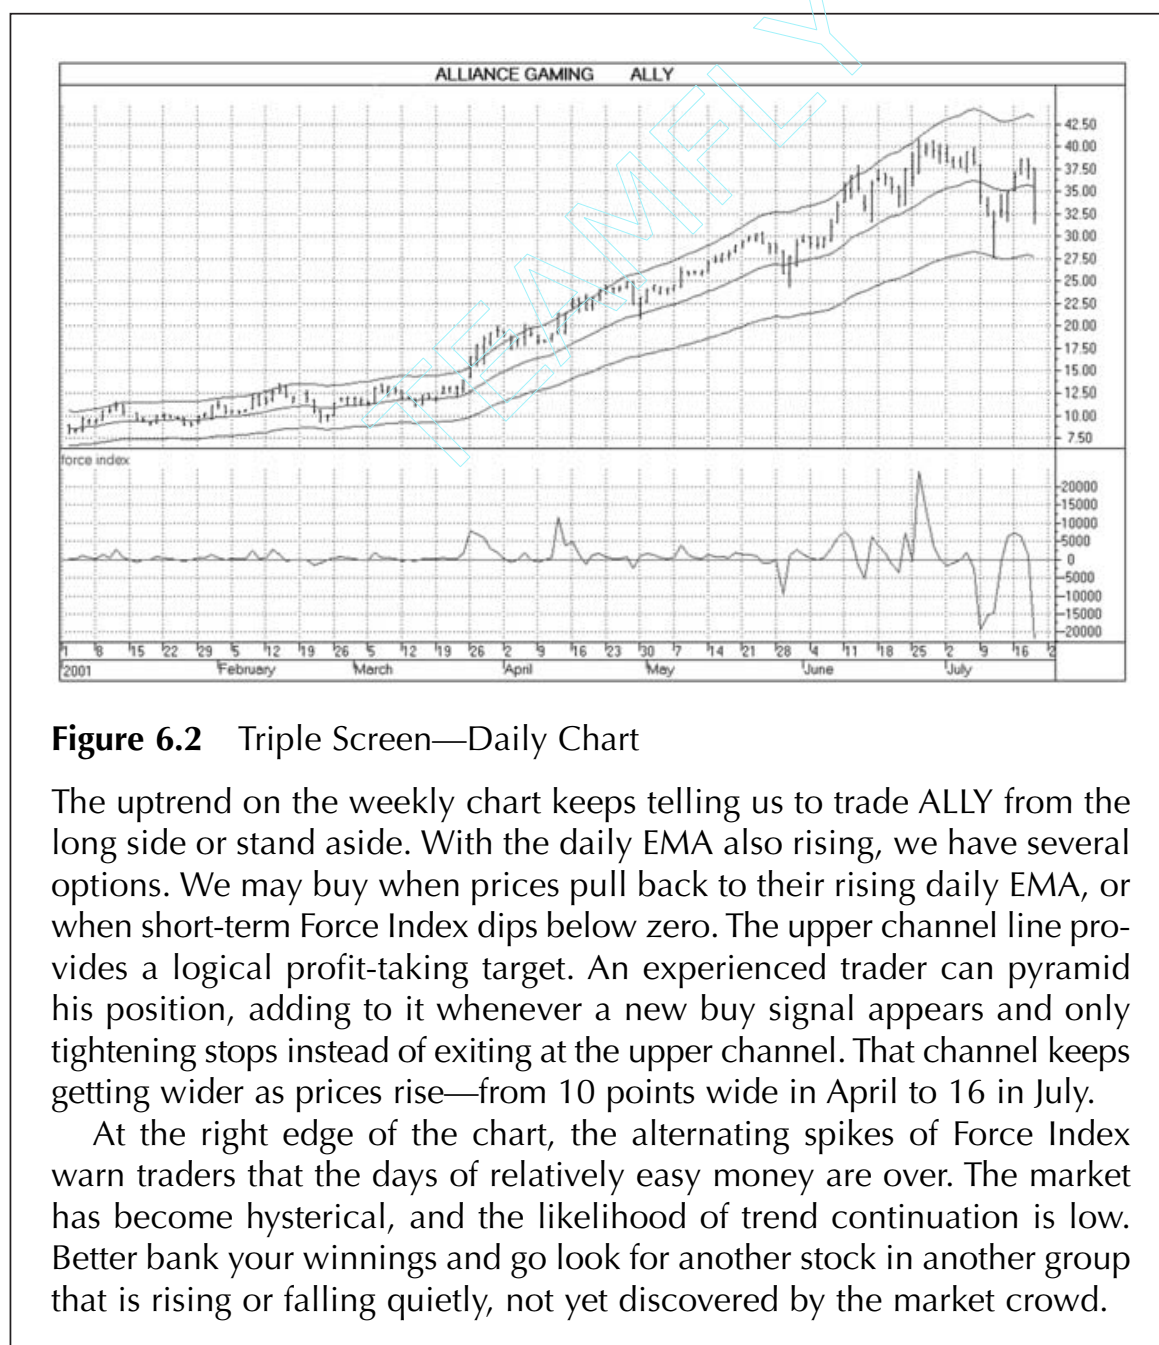 TEAMFLY
ALLIANCE GAMING ALLY
42.50
40.00
37.50
35.00
32.50
30.00
27.50
25.00
22.50
20.00
17.50
15.00
12.50
10.00
7.50
force index
20000
15000
10000
5000
0
-5000
-10000
-15000
-20000
1 8 15 22 29 5 12 19 26 5 12 19 26 2 9 16 23 30 7 14 21 28 4 11 18 25 2 9 16 2
2001 February March April May June July
Figure 6.2 Triple Screen—Daily Chart
The uptrend on the weekly chart keeps telling us to trade ALLY from the
long side or stand aside. With the daily EMA also rising, we have several
options. We may buy when prices pull back to their rising daily EMA, or
when short-term Force Index dips below zero. The upper channel line pro-
vides a logical profit-taking target. An experienced trader can pyramid
his position, adding to it whenever a new buy signal appears and only
tightening stops instead of exiting at the upper channel. That channel keeps
getting wider as prices rise—from 10 points wide in April to 16 in July.
At the right edge of the chart, the alternating spikes of Force Index
warn traders that the days of relatively easy money are over. The market
has become hysterical, and the likelihood of trend continuation is low.
Better bank your winnings and go look for another stock in another group
that is rising or falling quietly, not yet discovered by the market crowd.